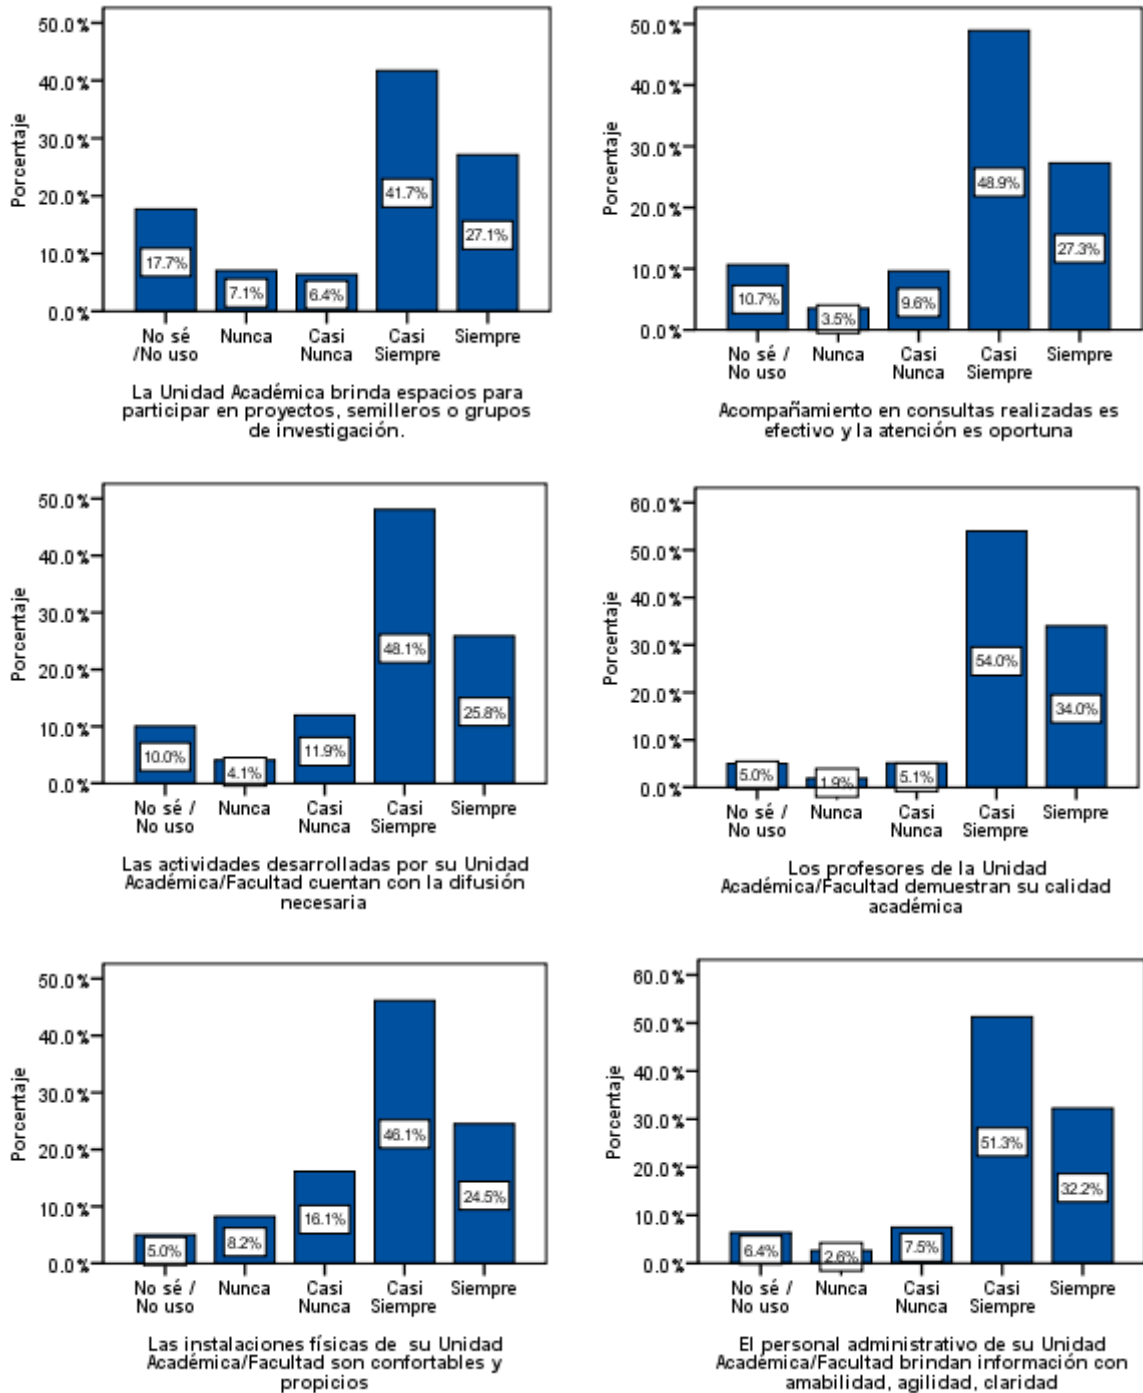 50.0%
40.0%
30.0%
20.0%
10.0%
0.0%
Porcentaje
17.7%
7.1%
6.4%
41.7%
27.1%
No sé /No uso
Nunca
Casi Nunca
Casi Siempre
Siempre
La Unidad Académica brinda espacios para
participar en proyectos, semilleros o grupos
de investigación.
50.0%
40.0%
30.0%
20.0%
10.0%
0.0%
Porcentaje
10.7%
3.5%
9.6%
48.9%
27.3%
No sé / No uso
Nunca
Casi Nunca
Casi Siempre
Siempre
Acompañamiento en consultas realizadas es
efectivo y la atención es oportuna
50.0%
40.0%
30.0%
20.0%
10.0%
0.0%
Porcentaje
10.0%
4.1%
11.9%
48.1%
25.8%
No sé / No uso
Nunca
Casi Nunca
Casi Siempre
Siempre
Las actividades desarrolladas por su Unidad
Académica/Facultad cuentan con la difusión
necesaria
60.0%
50.0%
40.0%
30.0%
20.0%
10.0%
0.0%
Porcentaje
5.0%
1.9%
5.1%
54.0%
34.0%
No sé / No uso
Nunca
Casi Nunca
Casi Siempre
Siempre
Los profesores de la Unidad
Académica/Facultad demuestran su calidad
académica
50.0%
40.0%
30.0%
20.0%
10.0%
0.0%
Porcentaje
5.0%
8.2%
16.1%
46.1%
24.5%
No sé / No uso
Nunca
Casi Nunca
Casi Siempre
Siempre
Las instalaciones físicas de su Unidad
Académica/Facultad son confortables y
propicios
60.0%
50.0%
40.0%
30.0%
20.0%
10.0%
0.0%
Porcentaje
6.4%
2.6%
7.5%
51.3%
32.2%
No sé / No uso
Nunca
Casi Nunca
Casi Siempre
Siempre
El personal administrativo de su Unidad
Académica/Facultad brindan información con
amabilidad, agilidad, claridad